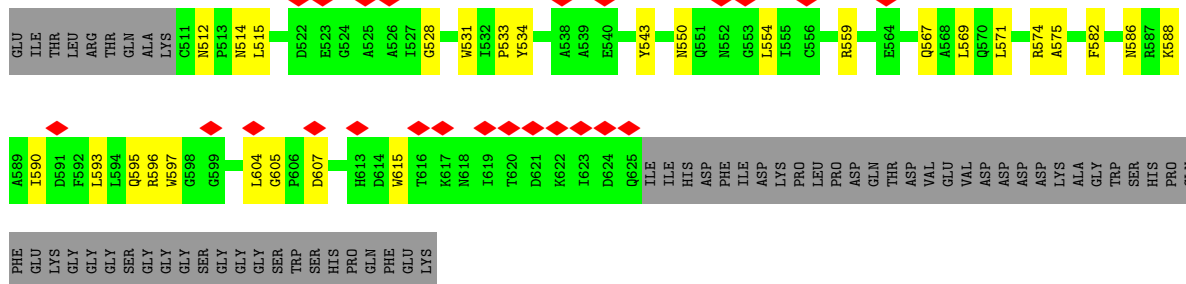 GLU ILE THR LEU ARG THR GLN ALA LYS C511 N512 P513 N514 L515 D522 E523 G524 A525 A526 I527 G528 W531 I532 P533 Y534 A538 A539 E540 Y543 N550 Q551 N552 G553 L554 I555 C556 R559 E564 Q567 A568 L569 Q570 L571 R574 A575 F582 N586 R587 K588
A589 I590 D591 F592 L593 L594 Q595 R596 W597 G598 G599 L604 G605 P606 D607 H613 D614 W615 T616 K617 N618 I619 T620 D621 K622 I623 D624 Q625 ILE ILE HIS ASP PHE ILE ASP LYS PRO LEU PRO ASP GLN THR ASP VAL GLU VAL ASP ASP ASP ASP LYS ALA GLY TRP SER HIS PRO
PHE GLU LYS GLY GLY GLY SER GLY GLY GLY SER GLY GLY GLY SER TRP SER HIS PRO GLN PHE GLU LYS